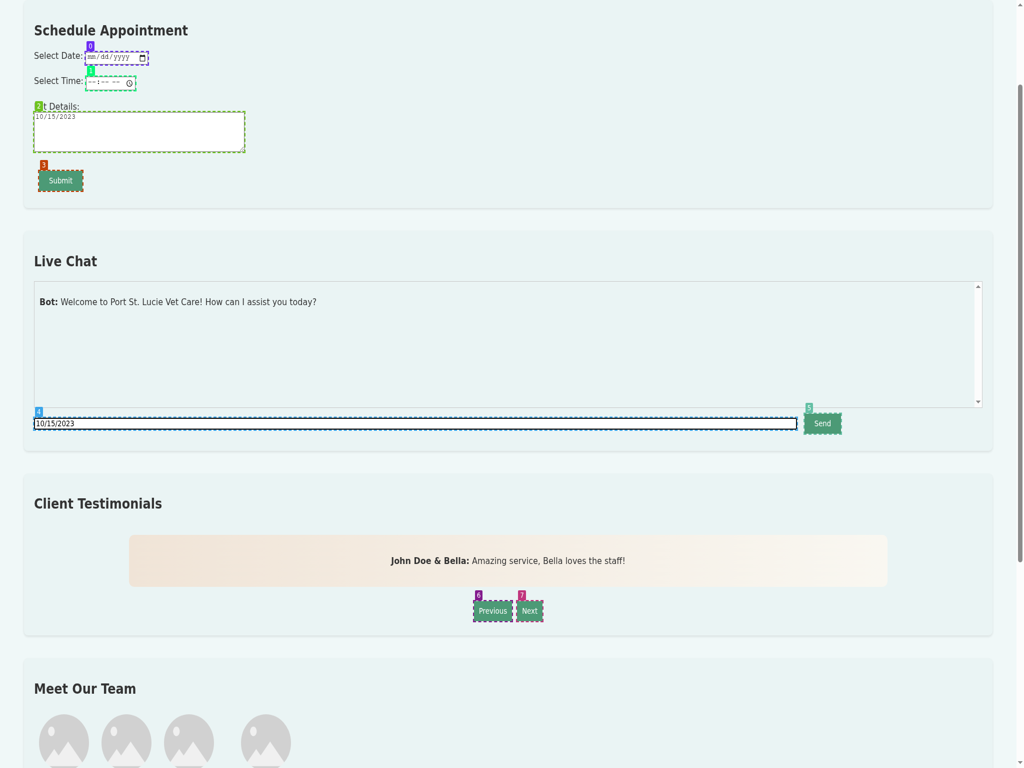 Schedule Appointment
0
Select Date: mm/dd/yyyy
1
Select Time: --:-- --
2 t Details:
10/15/2023
3
Submit
Live Chat
Bot: Welcome to Port St. Lucie Vet Care! How can I assist you today?
4
5
10/15/2023
Send
Client Testimonials
John Doe & Bella: Amazing service, Bella loves the staff!
6 7
Previous Next
Meet Our Team